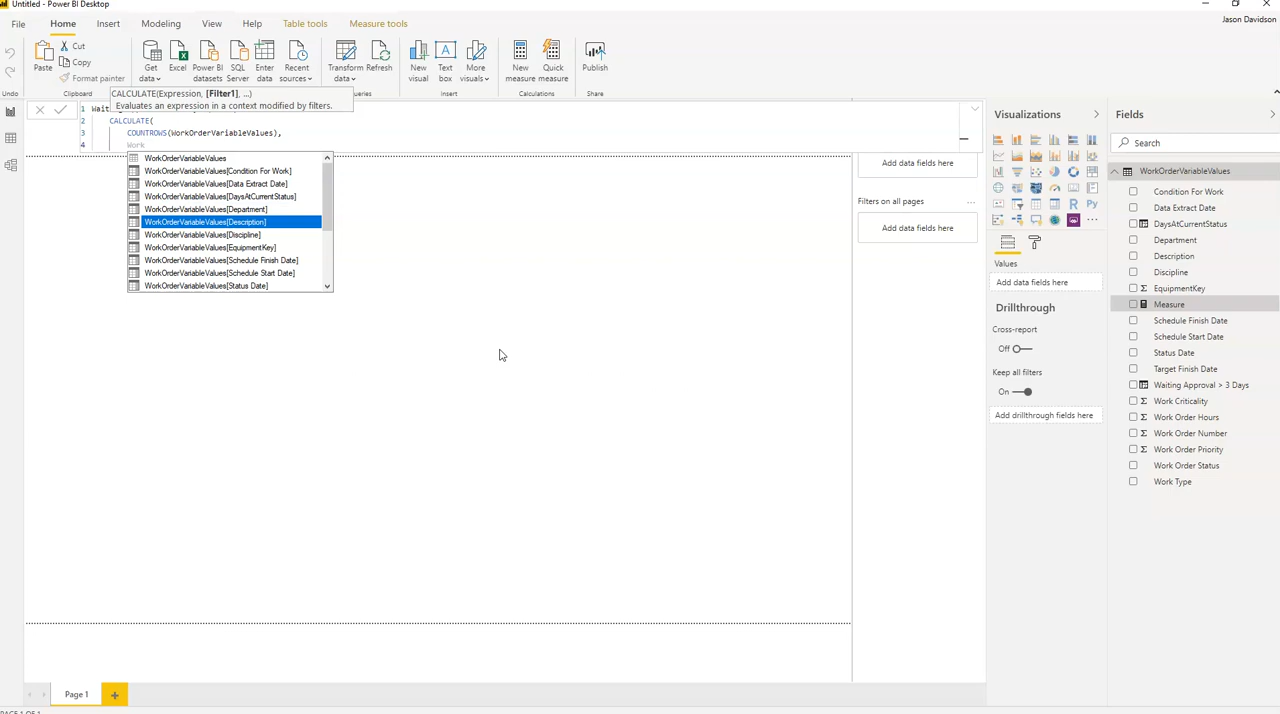 Untitled - Power BI Desktop
Jason Davidson
File Home Insert Modeling View Help Table tools Measure tools
Paste
Cut
Copy
Format painter
Get data
Excel
Power BI datasets
SQL Server
Enter data
Recent sources
Transform data
Refresh
New visual
Text box
More visuals
New measure
Quick measure
Publish
Undo
Clipboard
Insert
Calculations
Share
CALCULATE(Expression, [Filter1], ...)
Evaluates an expression in a context modified by filters.
1
2 CALCULATE(
3 COUNTROWS(WorkOrderVariableValues),
4 Work
WorkOrderVariableValues
WorkOrderVariableValues[Condition For Work]
WorkOrderVariableValues[Data Extract Date]
WorkOrderVariableValues[DaysAtCurrentStatus]
WorkOrderVariableValues[Department]
WorkOrderVariableValues[Description]
WorkOrderVariableValues[Discipline]
WorkOrderVariableValues[EquipmentKey]
WorkOrderVariableValues[Schedule Finish Date]
WorkOrderVariableValues[Schedule Start Date]
WorkOrderVariableValues[Status Date]
Add data fields here
Filters on all pages ...
Add data fields here
Visualizations
R Py
Values
Add data fields here
Drillthrough
Cross-report
Off
Keep all filters
On
Add drillthrough fields here
Fields
Search
WorkOrderVariableValues
Condition For Work
Data Extract Date
DaysAtCurrentStatus
Department
Description
Discipline
Σ EquipmentKey
Measure
Schedule Finish Date
Schedule Start Date
Status Date
Target Finish Date
Waiting Approval > 3 Days
Σ Work Criticality
Σ Work Order Hours
Σ Work Order Number
Σ Work Order Priority
Work Order Status
Work Type
Page 1 +